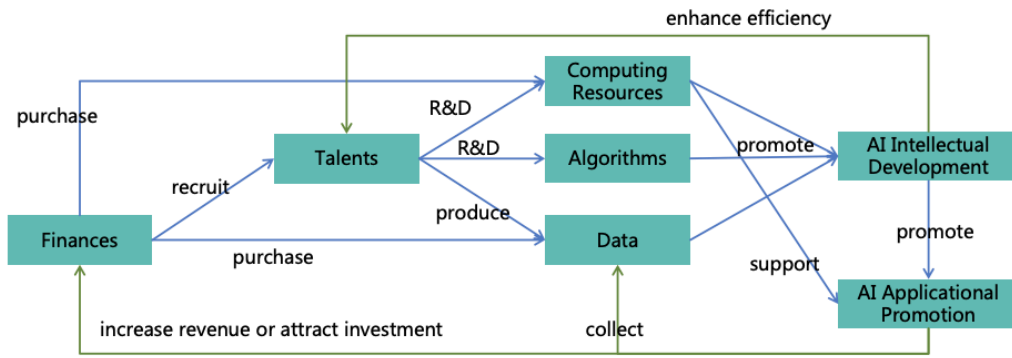 enhance efficiency
Computing
Resources
purchase
R&D
Talents
R&D
Algorithms
promote
AI Intellectual
Development
recruit
produce
Finances
purchase
Data
promote
support
AI Applicational
Promotion
increase revenue or attract investment
collect